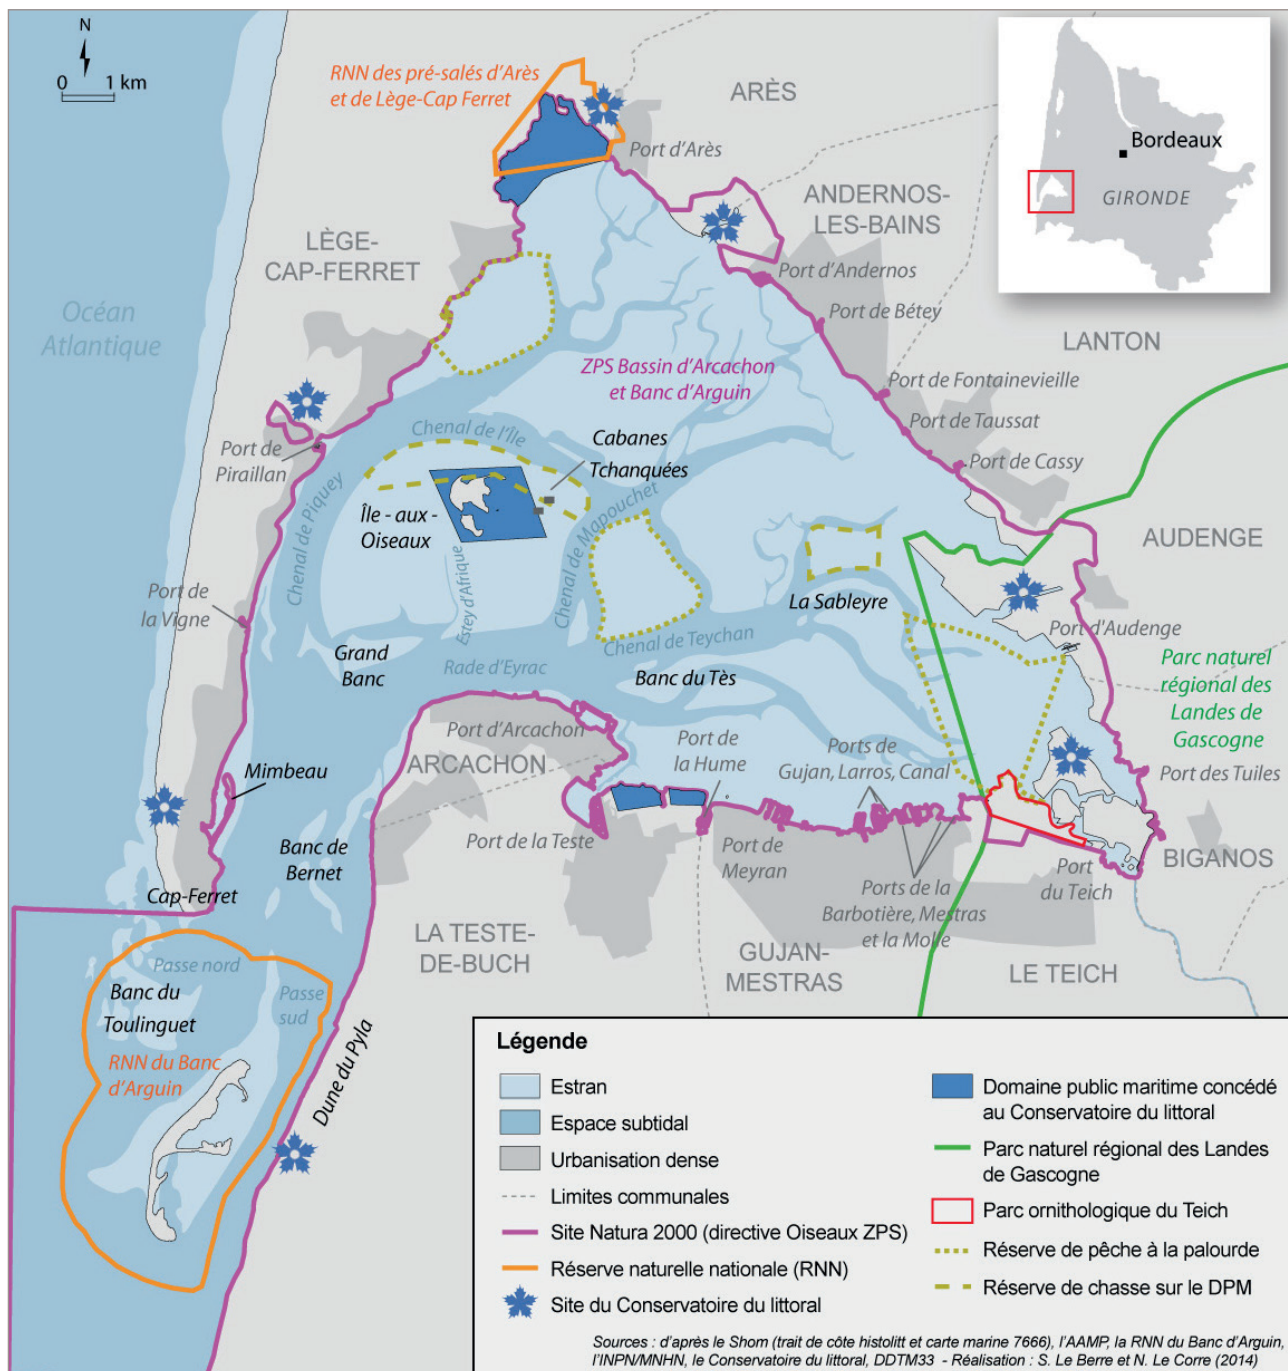 N
0 1 km
RNN des pré-salés d'Arès
et de Lège-Cap Ferret
ARÈS
Port d'Arès
Bordeaux
GIRONDE
ANDERNOS-
LES-BAINS
LÈGE-
CAP-FERRET
Port d'Andernos
Port de Bétey
Océan
Atlantique
LANTON
ZPS Bassin d'Arcachon
et Banc d'Arguin
Port de Fontainevieille
Port de Taussat
Port de Cassy
Chenal de l'Île
Cabanes
Tchanquées
Port de
Piraillan
Chenal de Piquey
Île - aux -
Oiseaux
Chenal de Mapouchet
Estey d'Afrique
AUDENGE
Port de
la Vigne
La Sableyre
Port d'Audenge
Chenal de Teychan
Grand
Banc
Rade d'Eyrac
Banc du Tès
Parc naturel
régional des
Landes de
Gascogne
Port d'Arcachon
ARCACHON
Port de
la Hume
Ports de
Gujan, Larros, Canal
Port des Tuiles
Mimbeau
Port de la Teste
Port de
Meyran
Banc de
Bernet
Port
du Teich
BIGANOS
Cap-Ferret
Ports de la
Barbotière, Mestras
et la Molle
LA TESTE-
DE-BUCH
GUJAN-
MESTRAS
LE TEICH
Passe nord
Banc du
Toulinguet
Passe
sud
RNN du Banc
d'Arguin
Dune du Pyla
Légende
Estran
Espace subtidal
Urbanisation dense
Limites communales
Site Natura 2000 (directive Oiseaux ZPS)
Réserve naturelle nationale (RNN)
Site du Conservatoire du littoral
Domaine public maritime concédé
au Conservatoire du littoral
Parc naturel régional des Landes
de Gascogne
Parc ornithologique du Teich
Réserve de pêche à la palourde
Réserve de chasse sur le DPM
Sources : d'après le Shom (trait de côte histolitt et carte marine 7666), l'AAMP, la RNN du Banc d'Arguin,
l'INPN/MNHN, le Conservatoire du littoral, DDTM33 - Réalisation : S. Le Berre et N. Le Corre (2014)